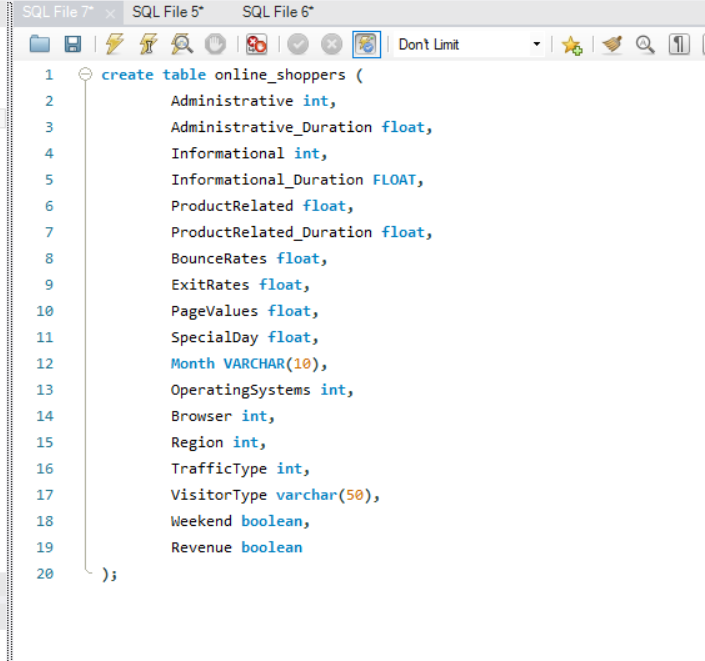 SQL File 7* SQL File 5* SQL File 6*
Don't Limit
1 create table online_shoppers (
2 Administrative int,
3 Administrative_Duration float,
4 Informational int,
5 Informational_Duration FLOAT,
6 ProductRelated float,
7 ProductRelated_Duration float,
8 BounceRates float,
9 ExitRates float,
10 PageValues float,
11 SpecialDay float,
12 Month VARCHAR(10),
13 OperatingSystems int,
14 Browser int,
15 Region int,
16 TrafficType int,
17 VisitorType varchar(50),
18 Weekend boolean,
19 Revenue boolean
20 );